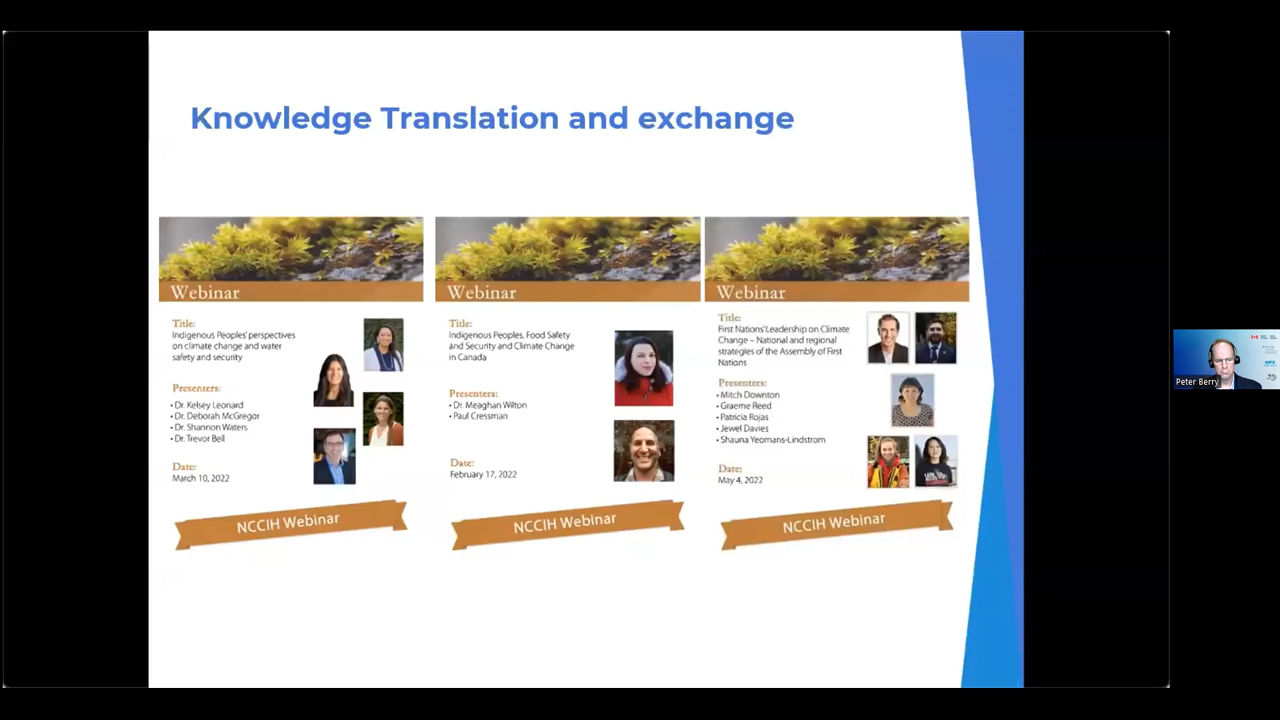 Knowledge Translation and exchange
Webinar
Title:
Indigenous Peoples' perspectives
on climate change and water
safety and security
Presenters:
• Dr. Kelsey Leonard
• Dr. Deborah McGregor
• Dr. Shannon Waters
• Dr. Trevor Bell
Date:
March 10, 2022
NCCIH Webinar
Webinar
Title:
Indigenous Peoples, Food Safety
and Security and Climate Change
in Canada
Presenters:
• Dr. Meaghan Wilton
• Paul Cressman
Date:
February 17, 2022
NCCIH Webinar
Webinar
Title:
First Nations' Leadership on Climate
Change – National and regional
strategies of the Assembly of First
Nations
Presenters:
• Mitch Downton
• Graeme Reed
• Patricia Rojas
• Jewel Davies
• Shauna Yeomans-Lindstrom
Date:
May 4, 2022
NCCIH Webinar
Peter Berry